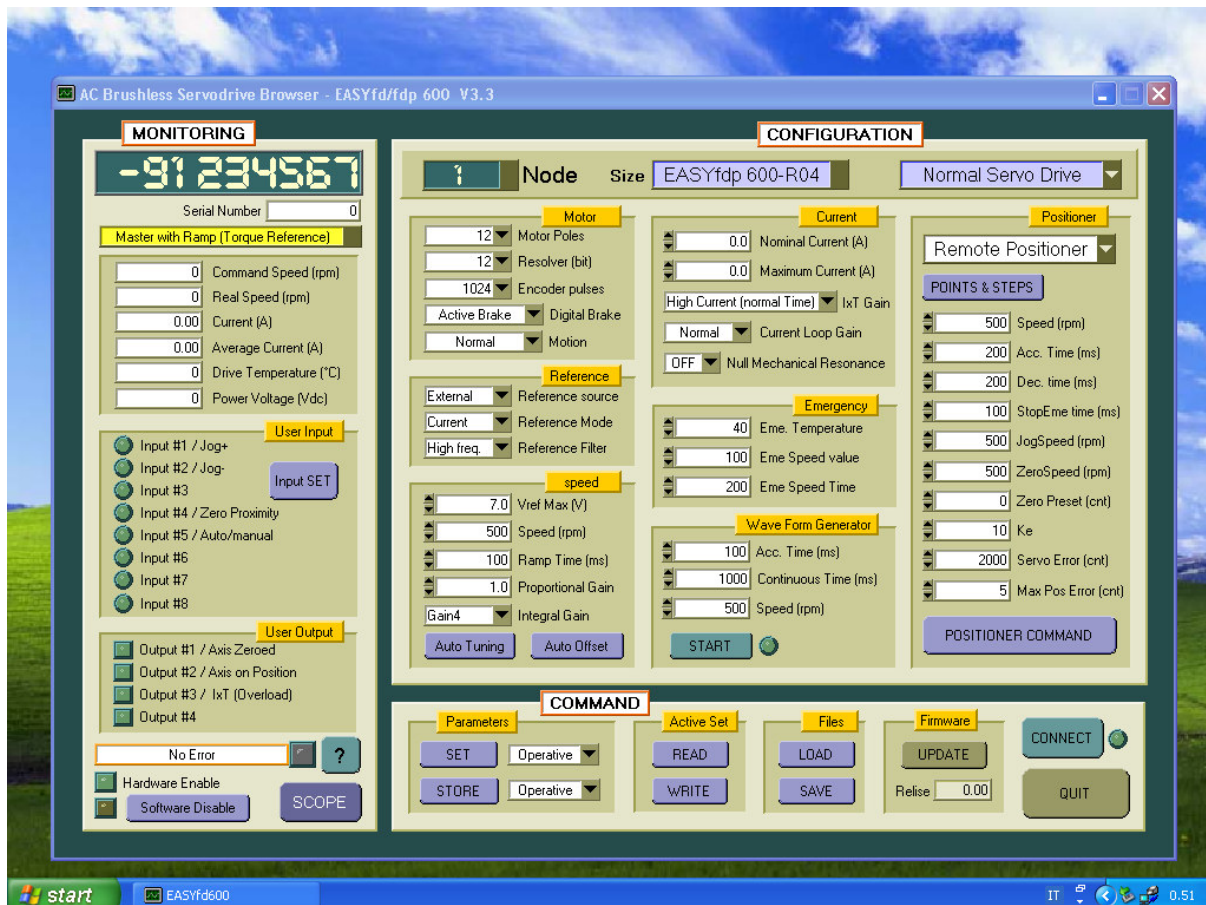 AC Brushless Servodrive Browser - EASYfd/fdp 600 V3.3
MONITORING
-91234567
Serial Number 0
Master with Ramp (Torque Reference)
0 Command Speed (rpm)
0 Real Speed (rpm)
0.00 Current (A)
0.00 Average Current (A)
0 Drive Temperature (°C)
0 Power Voltage (Vdc)
User Input
Input #1 / Jog+
Input #2 / Jog-
Input #3
Input SET
Input #4 / Zero Proximity
Input #5 / Auto/manual
Input #6
Input #7
Input #8
User Output
Output #1 / Axis Zeroed
Output #2 / Axis on Position
Output #3 / IxT (Overload)
Output #4
No Error ?
Hardware Enable
Software Disable
SCOPE
CONFIGURATION
1 Node Size EASYfdp 600-R04 Normal Servo Drive
Motor
12 Motor Poles
12 Resolver (bit)
1024 Encoder pulses
Active Brake Digital Brake
Normal Motion
Reference
External Reference source
Current Reference Mode
High freq. Reference Filter
speed
7.0 Vref Max (V)
500 Speed (rpm)
100 Ramp Time (ms)
1.0 Proportional Gain
Gain4 Integral Gain
Auto Tuning Auto Offset
Current
0.0 Nominal Current (A)
0.0 Maximum Current (A)
High Current (normal Time) IxT Gain
Normal Current Loop Gain
OFF Null Mechanical Resonance
Emergency
40 Eme. Temperature
100 Eme Speed value
200 Eme Speed Time
Wave Form Generator
100 Acc. Time (ms)
1000 Continuous Time (ms)
500 Speed (rpm)
START
Positioner
Remote Positioner
POINTS & STEPS
500 Speed (rpm)
200 Acc. Time (ms)
200 Dec. time (ms)
100 StopEme time (ms)
500 JogSpeed (rpm)
500 ZeroSpeed (rpm)
0 Zero Preset (cnt)
10 Ke
2000 Servo Error (cnt)
5 Max Pos Error (cnt)
POSITIONER COMMAND
COMMAND
Parameters
SET Operative
STORE Operative
Active Set
READ
WRITE
Files
LOAD
SAVE
Firmware
UPDATE
Relise 0.00
CONNECT
QUIT
start EASYfd600 IT 0.51